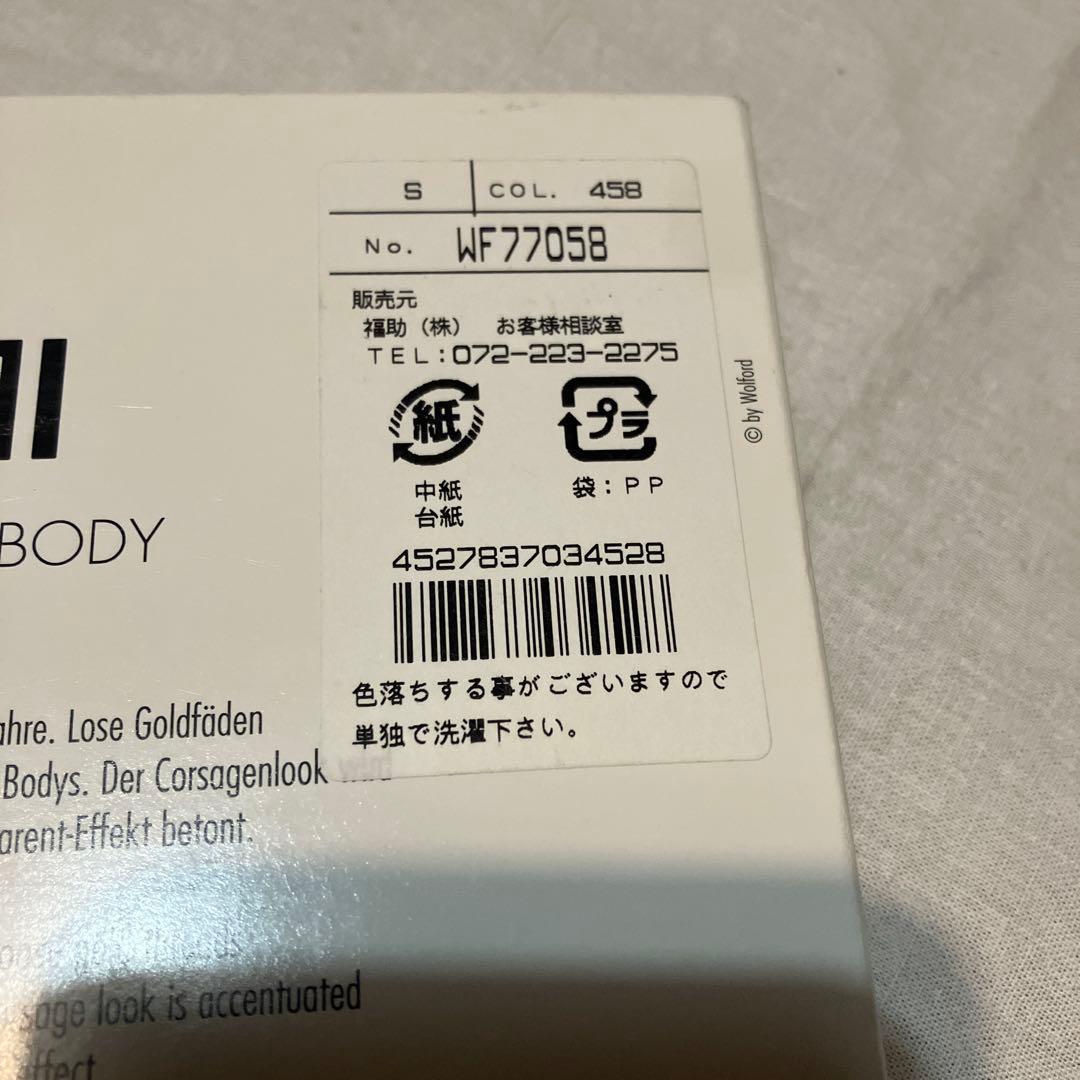 S COL. 458
No. WF77058
販売元
福助（株） お客様相談室
TEL:072-223-2275
紙 プラ
中紙 袋：PP
台紙
4527837034528
色落ちする事がございますので
単独で洗濯下さい。
© by Wolford
BODY
ahre. Lose Goldfäden
Bodys. Der Corsagenlook wird
arent-Effekt betont.
sage look is accentuated
effect